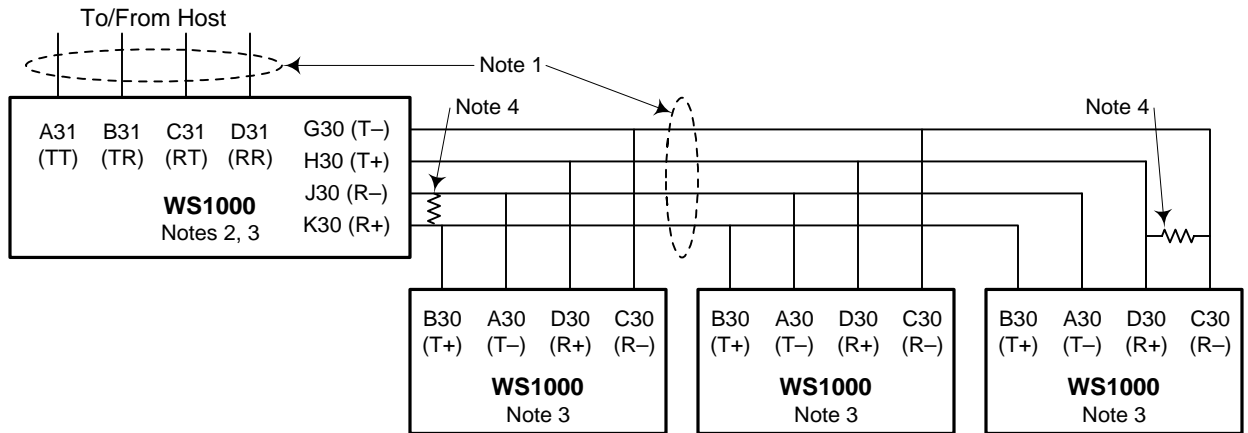 To/From Host
Note 1
Note 4
Note 4
A31 B31 C31 D31
(TT) (TR) (RT) (RR)
G30 (T–)
H30 (T+)
J30 (R–)
K30 (R+)
WS1000
Notes 2, 3
B30 A30 D30 C30
(T+) (T–) (R+) (R–)
WS1000
Note 3
B30 A30 D30 C30
(T+) (T–) (R+) (R–)
WS1000
Note 3
B30 A30 D30 C30
(T+) (T–) (R+) (R–)
WS1000
Note 3